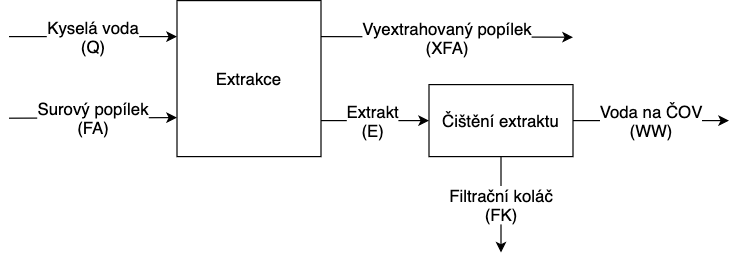 Kyselá voda
(Q)
Vyextrahovaný popílek
(XFA)
Extrakce
Surový popílek
(FA)
Extrakt
(E)
Čištění extraktu
Voda na ČOV
(WW)
Filtrační koláč
(FK)